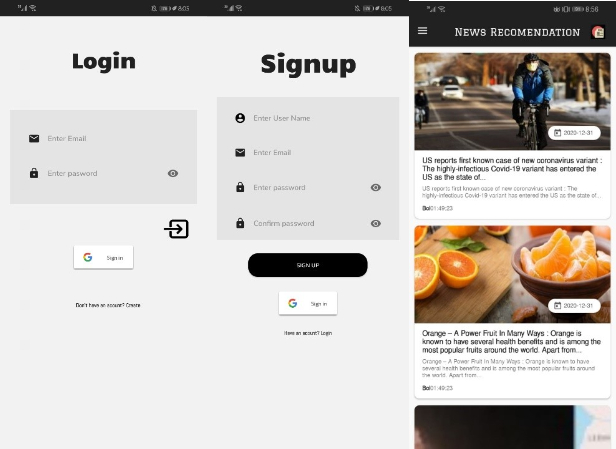 8:05
Login
Enter Email
Enter perword
Sign in
Don't have an account? Create
8:05
Signup
Enter User Name
Enter Email
Enter password
Confirm password
SIGN UP
Sign in
Have an account? Login
8:56
NEWS RECOMENDATION
2020-12-31
US reports first known case of new coronavirus variant :
The highly-infectious Covid-19 variant has entered the
US as the state of...
US reports first known case of new coronavirus variant : The
highly-infectious Covid-19 variant has entered the US as the state of...
Bol01:49:23
2020-12-31
Orange – A Power Fruit In Many Ways : Orange is
known to have several health benefits and is among the
most popular fruits around the world. Apart from...
Orange – A Power Fruit In Many Ways : Orange is known to have
several health benefits and is among the most popular fruits around
the world. Apart from...
Bol01:49:23